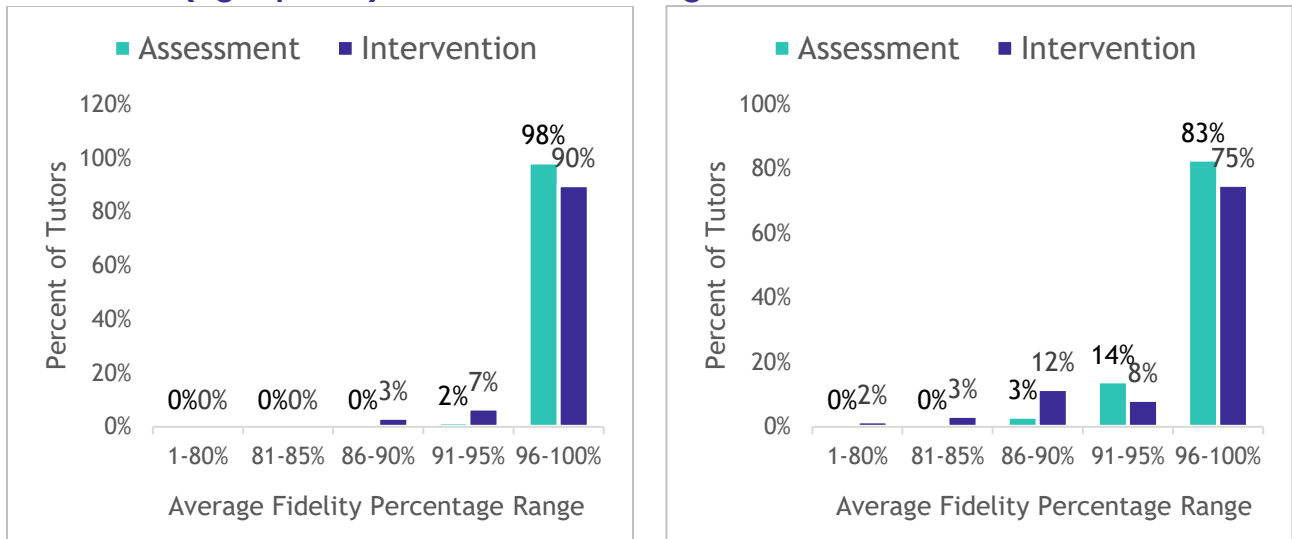 Assessment Intervention
120%
100%
80%
60%
40%
20%
0%
Percent of Tutors
0% 0% 0% 0% 0% 3% 2% 7% 98% 90%
1-80% 81-85% 86-90% 91-95% 96-100%
Average Fidelity Percentage Range
Assessment Intervention
100%
80%
60%
40%
20%
0%
Percent of Tutors
0% 2% 0% 3% 3% 12% 14% 8% 83% 75%
1-80% 81-85% 86-90% 91-95% 96-100%
Average Fidelity Percentage Range